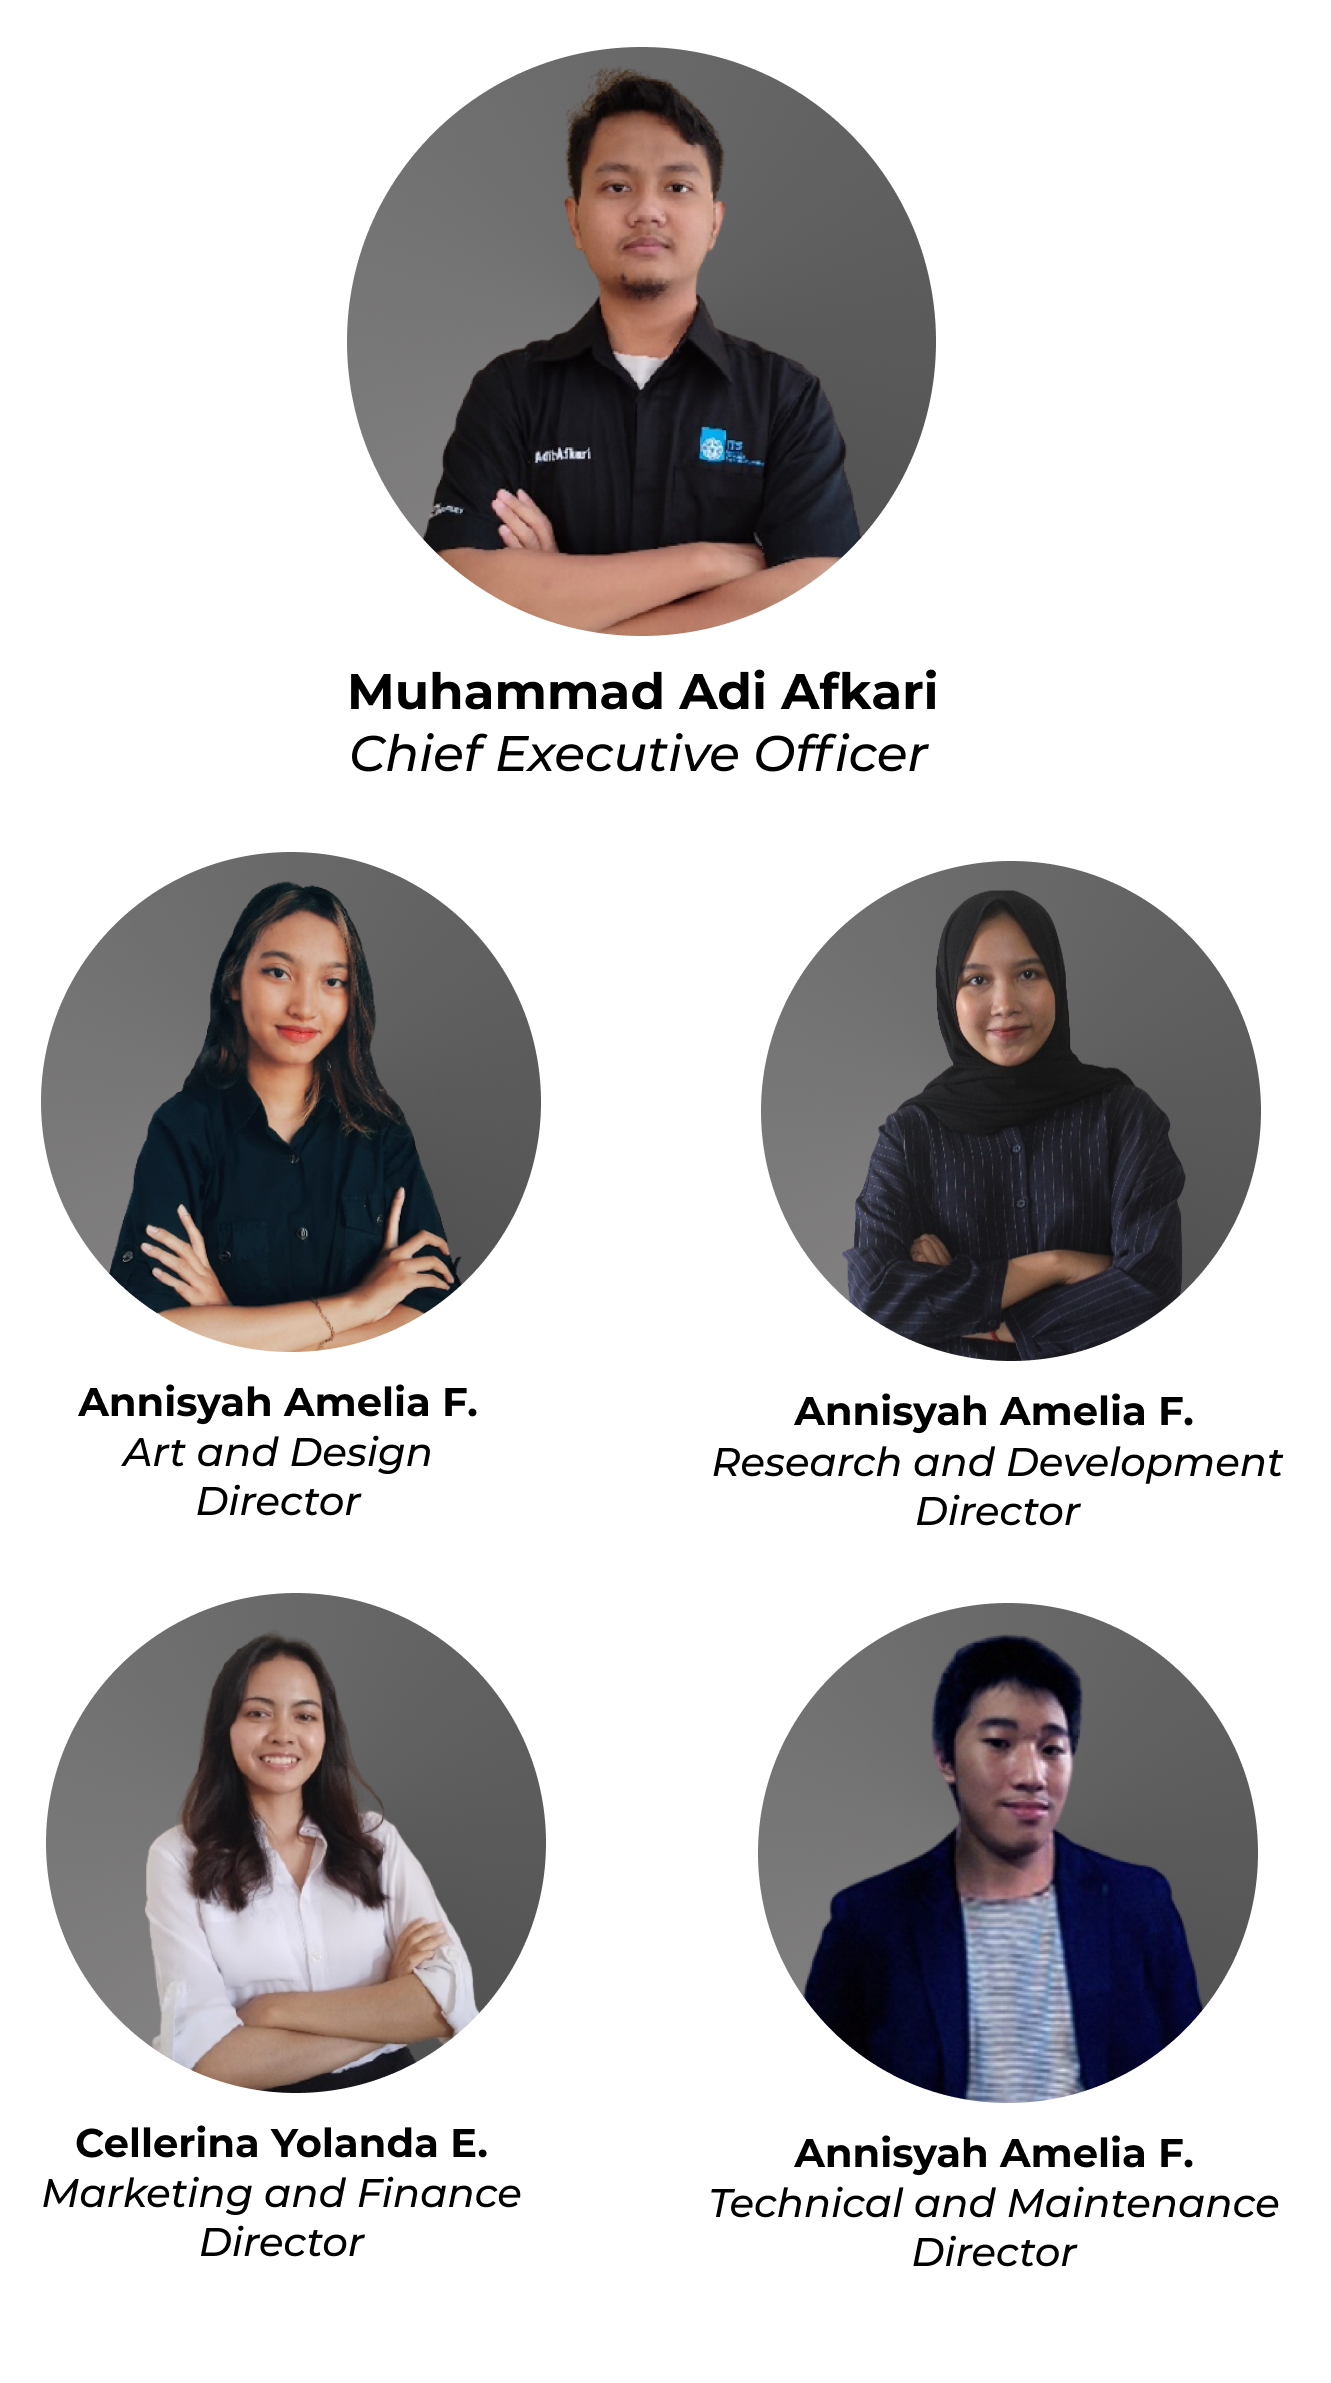 Adi Afkari
ITS
Muhammad Adi Afkari
Chief Executive Officer
Annisyah Amelia F.
Art and Design
Director
Annisyah Amelia F.
Research and Development
Director
Cellerina Yolanda E.
Marketing and Finance
Director
Annisyah Amelia F.
Technical and Maintenance
Director